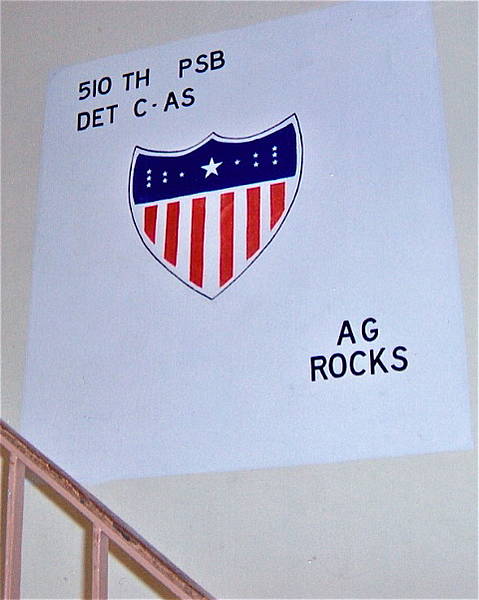 510 TH PSB
DET C-AS
AG
ROCKS